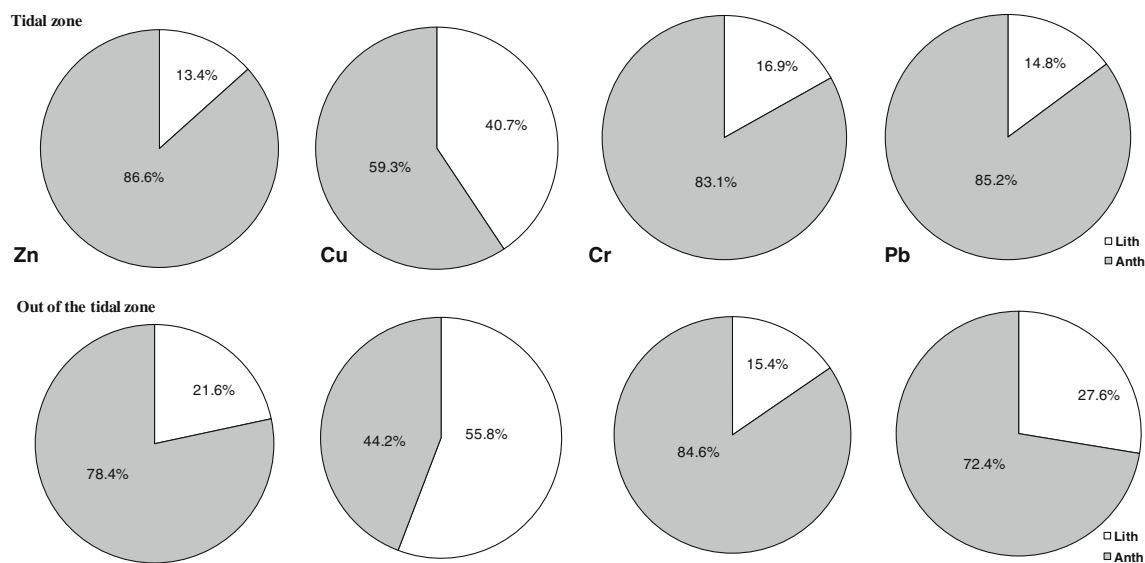 Tidal zone
13.4%
86.6%
Zn
40.7%
59.3%
Cu
16.9%
83.1%
Cr
14.8%
85.2%
Pb
Lith
Anth
Out of the tidal zone
21.6%
78.4%
44.2%
55.8%
15.4%
84.6%
27.6%
72.4%
Lith
Anth